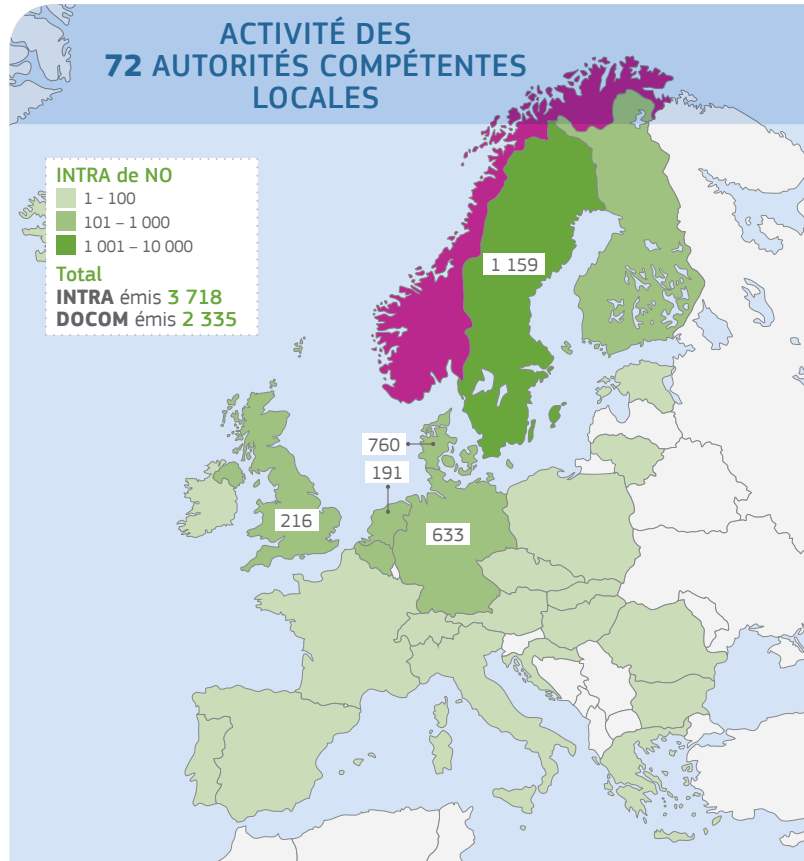 ACTIVITÉ DES
72 AUTORITÉS COMPÉTENTES
LOCALES
INTRA de NO
1 - 100
101 – 1 000
1 001 – 10 000
Total
INTRA émis 3 718
DOCOM émis 2 335
1 159
760
191
216
633